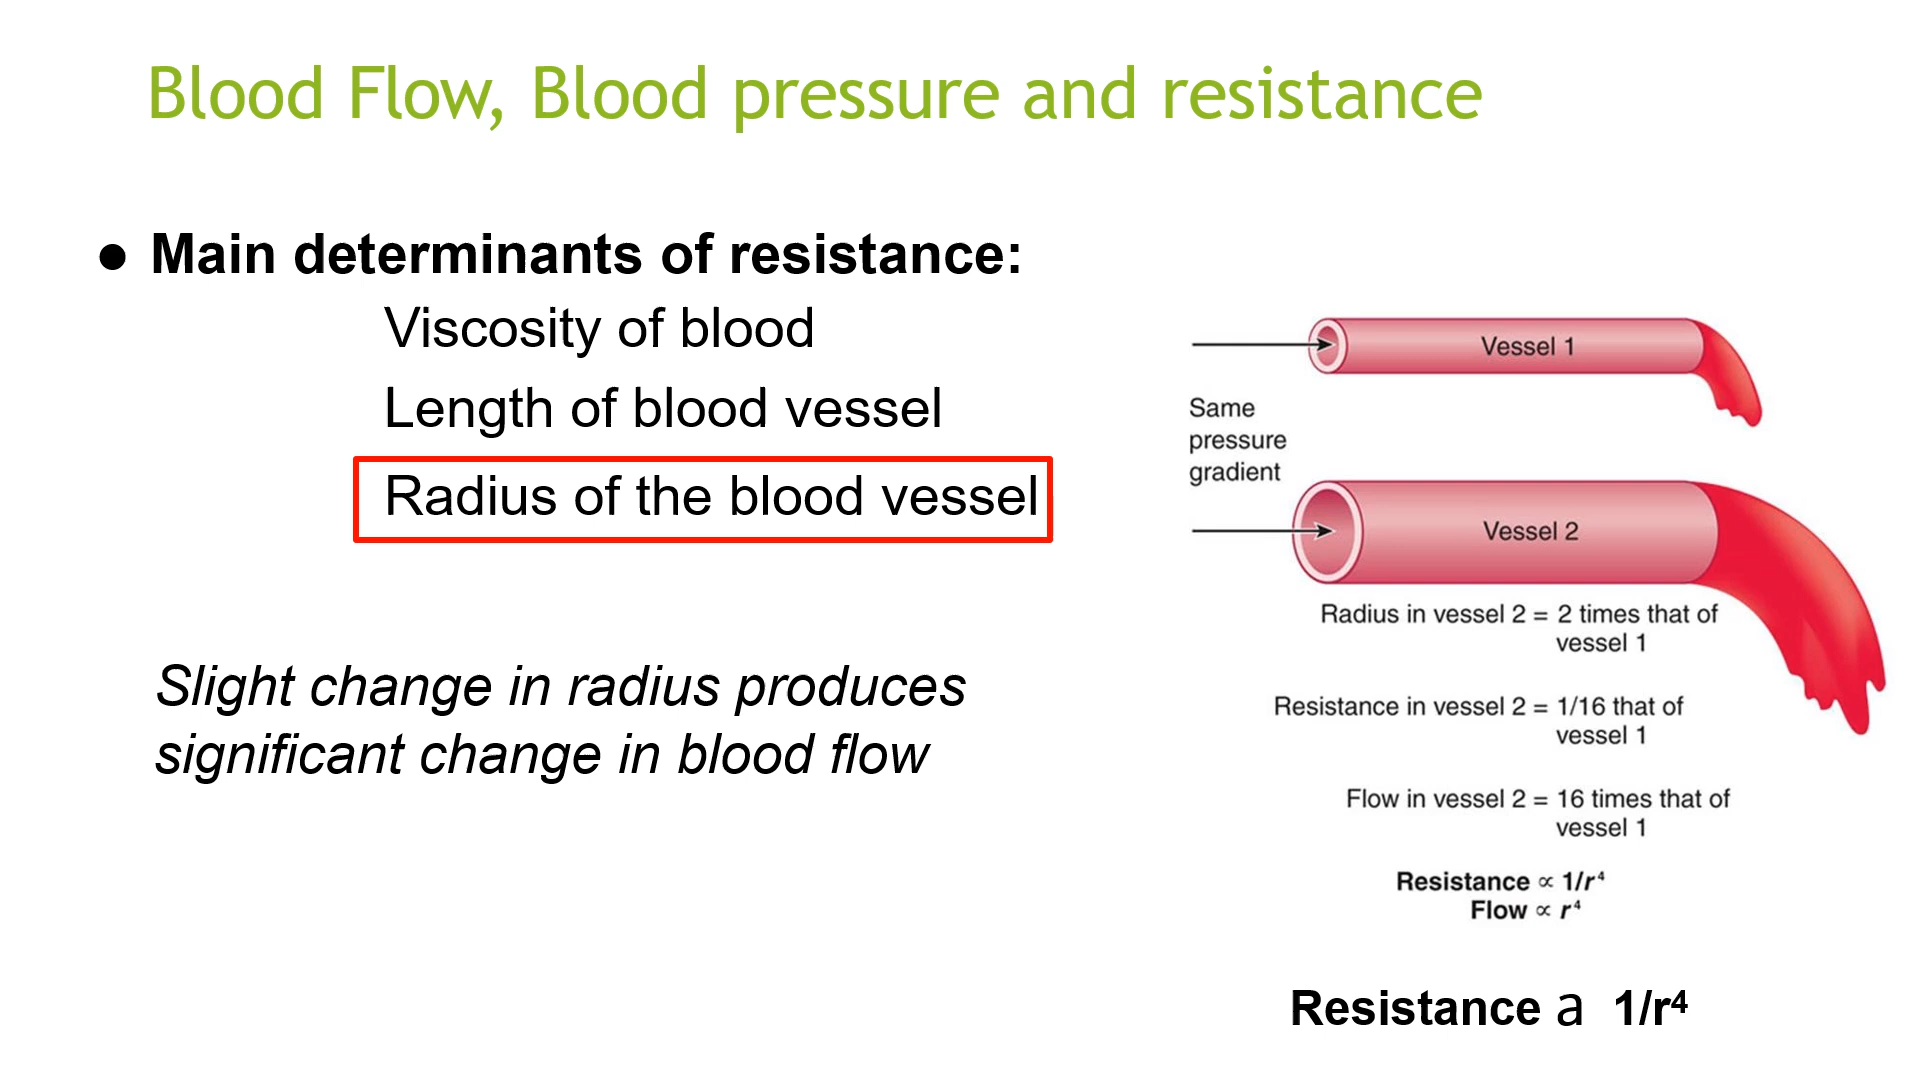 Blood Flow, Blood pressure and resistance
● Main determinants of resistance:
Viscosity of blood
Length of blood vessel
Radius of the blood vessel
Slight change in radius produces
significant change in blood flow
Vessel 1
Same
pressure
gradient
Vessel 2
Radius in vessel 2 = 2 times that of
vessel 1
Resistance in vessel 2 = 1/16 that of
vessel 1
Flow in vessel 2 = 16 times that of
vessel 1
Resistance ∝ 1/r⁴
Flow ∝ r⁴
Resistance a 1/r⁴